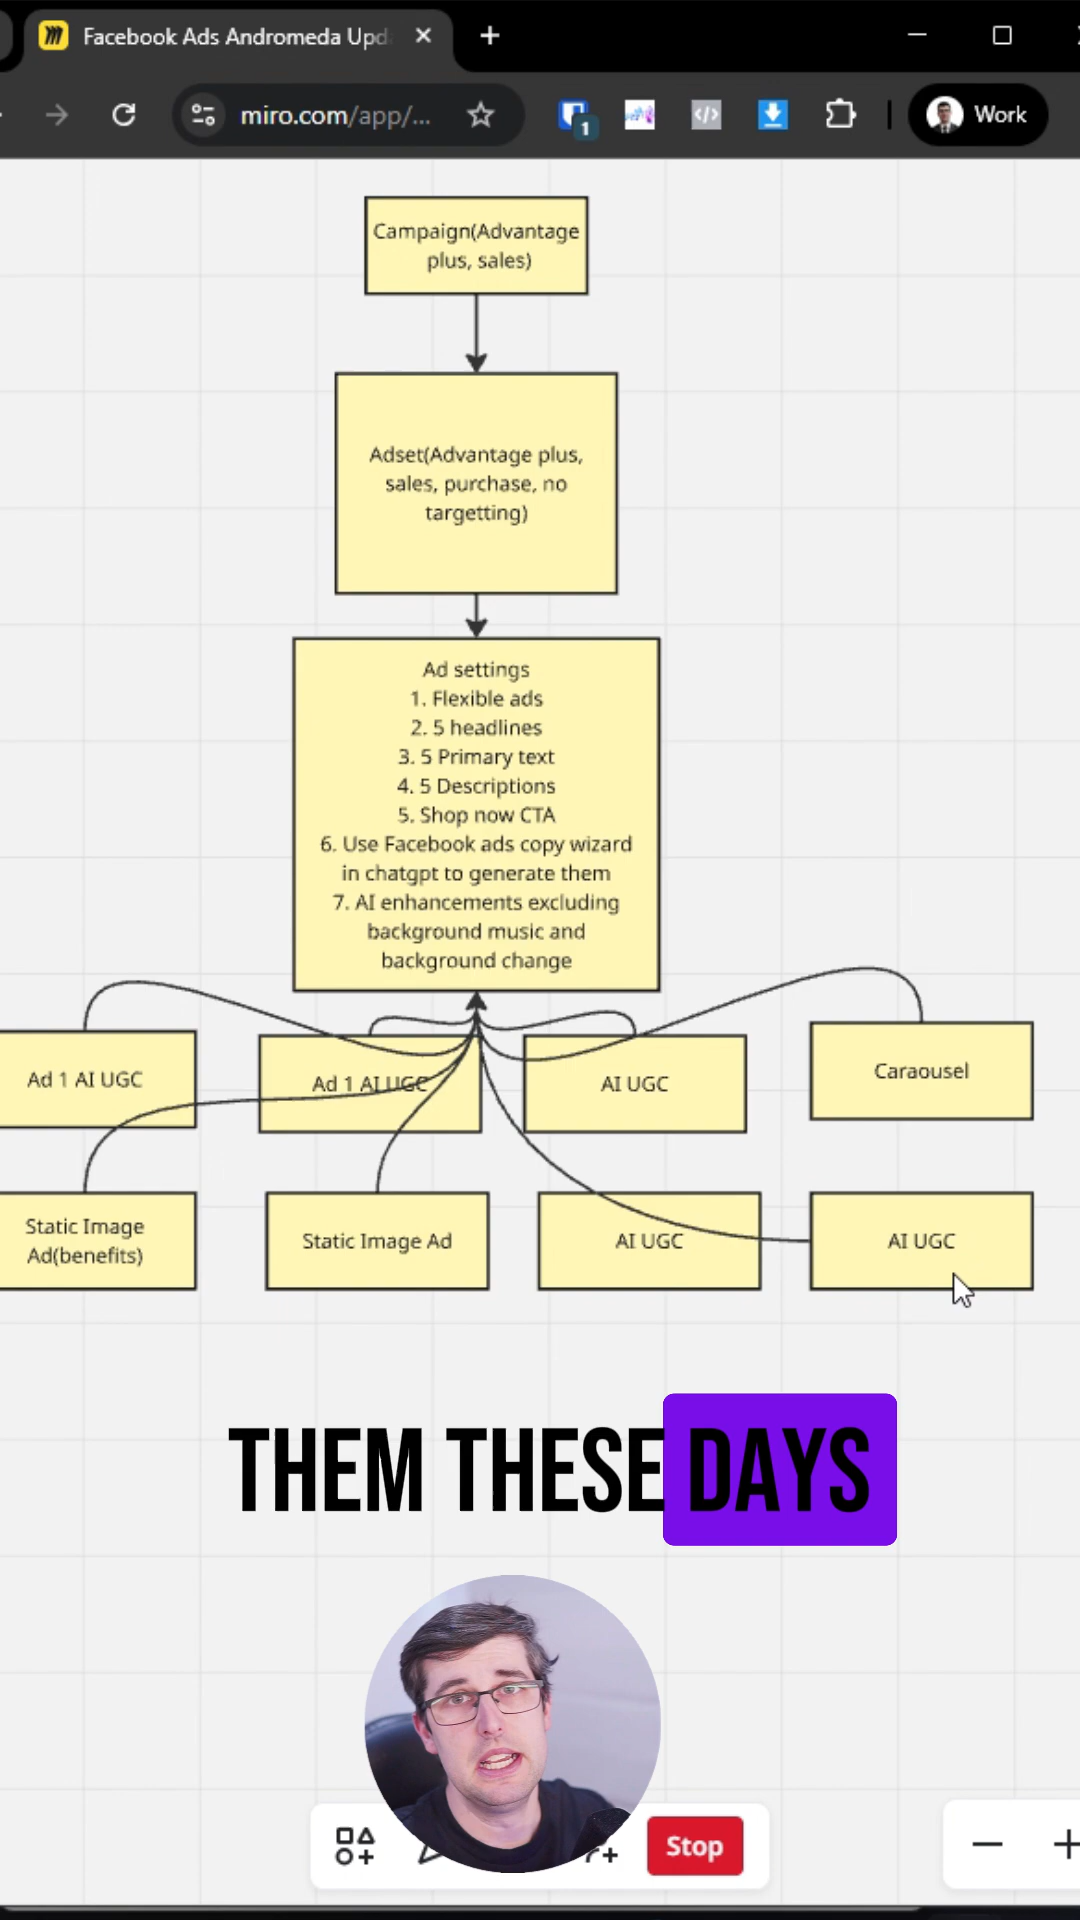 Facebook Ads Andromeda Upd
miro.com/app/...
1
Work
Campaign(Advantage
plus, sales)
Adset(Advantage plus,
sales, purchase, no
targetting)
Ad settings
1. Flexible ads
2. 5 headlines
3. 5 Primary text
4. 5 Descriptions
5. Shop now CTA
6. Use Facebook ads copy wizard
in chatgpt to generate them
7. AI enhancements excluding
background music and
background change
Ad 1 AI UGC
Ad 1 AI UGC
AI UGC
Caraousel
Static Image
Ad(benefits)
Static Image Ad
AI UGC
AI UGC
THEM THESE DAYS
Stop